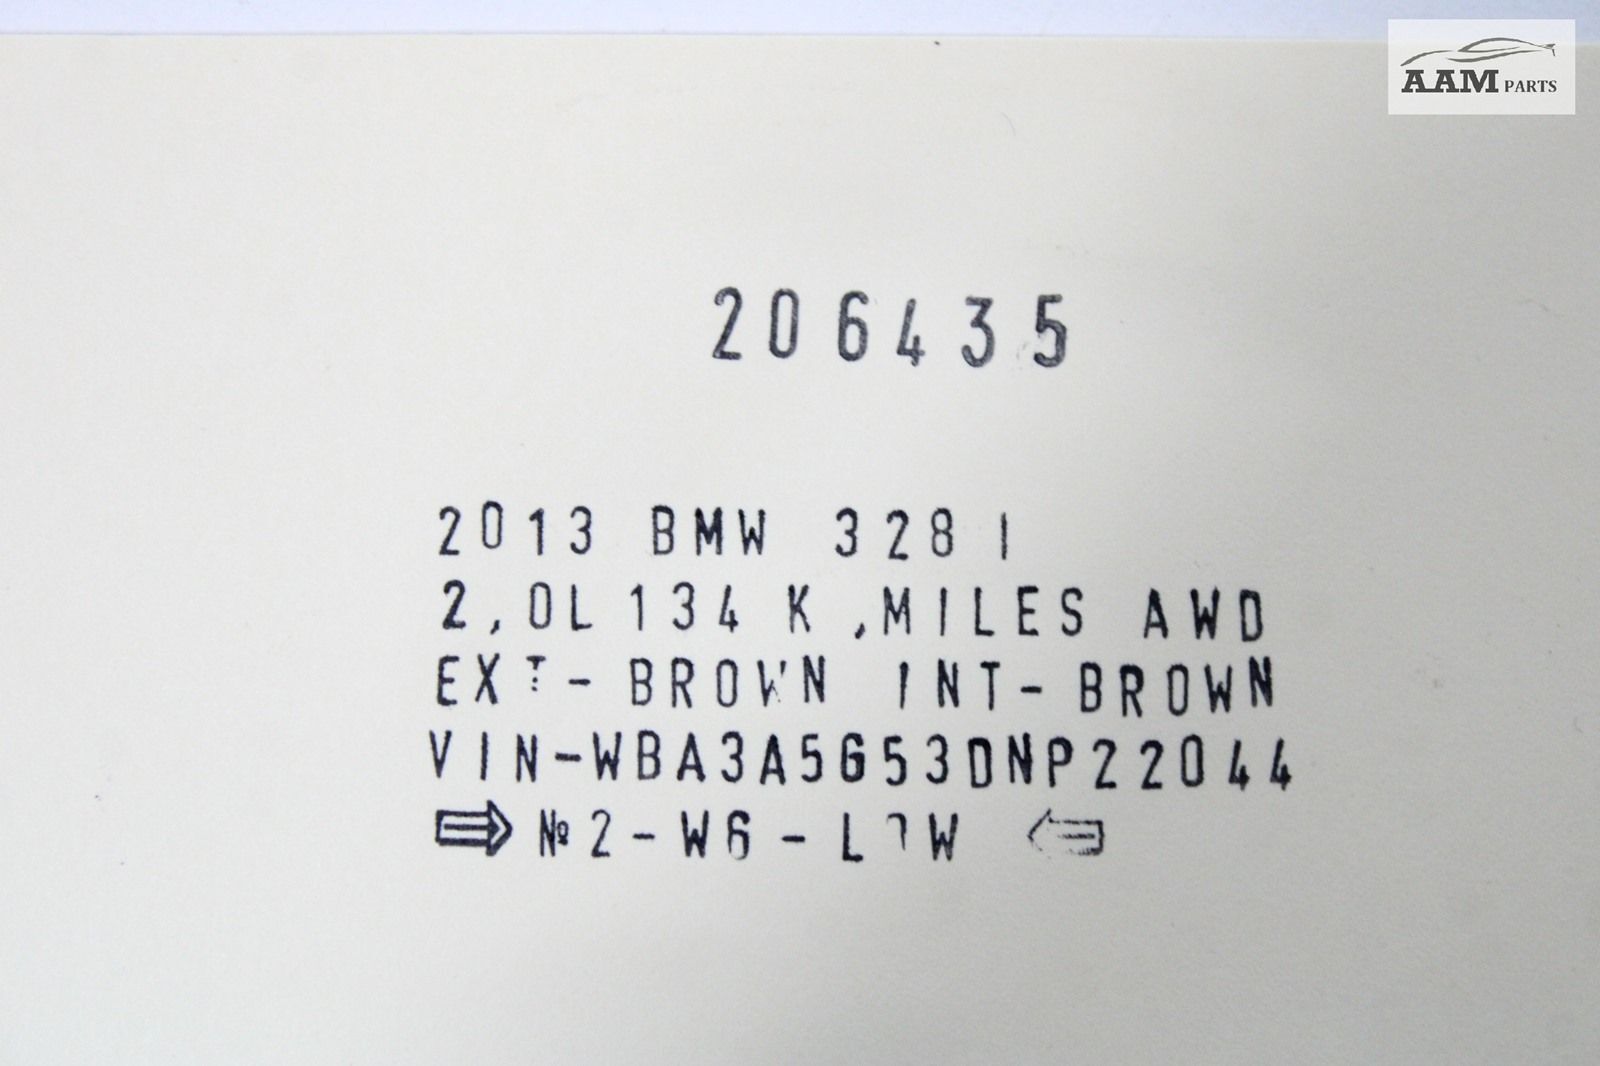 AAM PARTS
206435
2013 BMW 328 I
2,0L 134 K ,MILES AWD
EXT-BROWN INT-BROWN
VIN-WBA3A5G53DNP22044
⇒ №2-W6-LOW ⇐